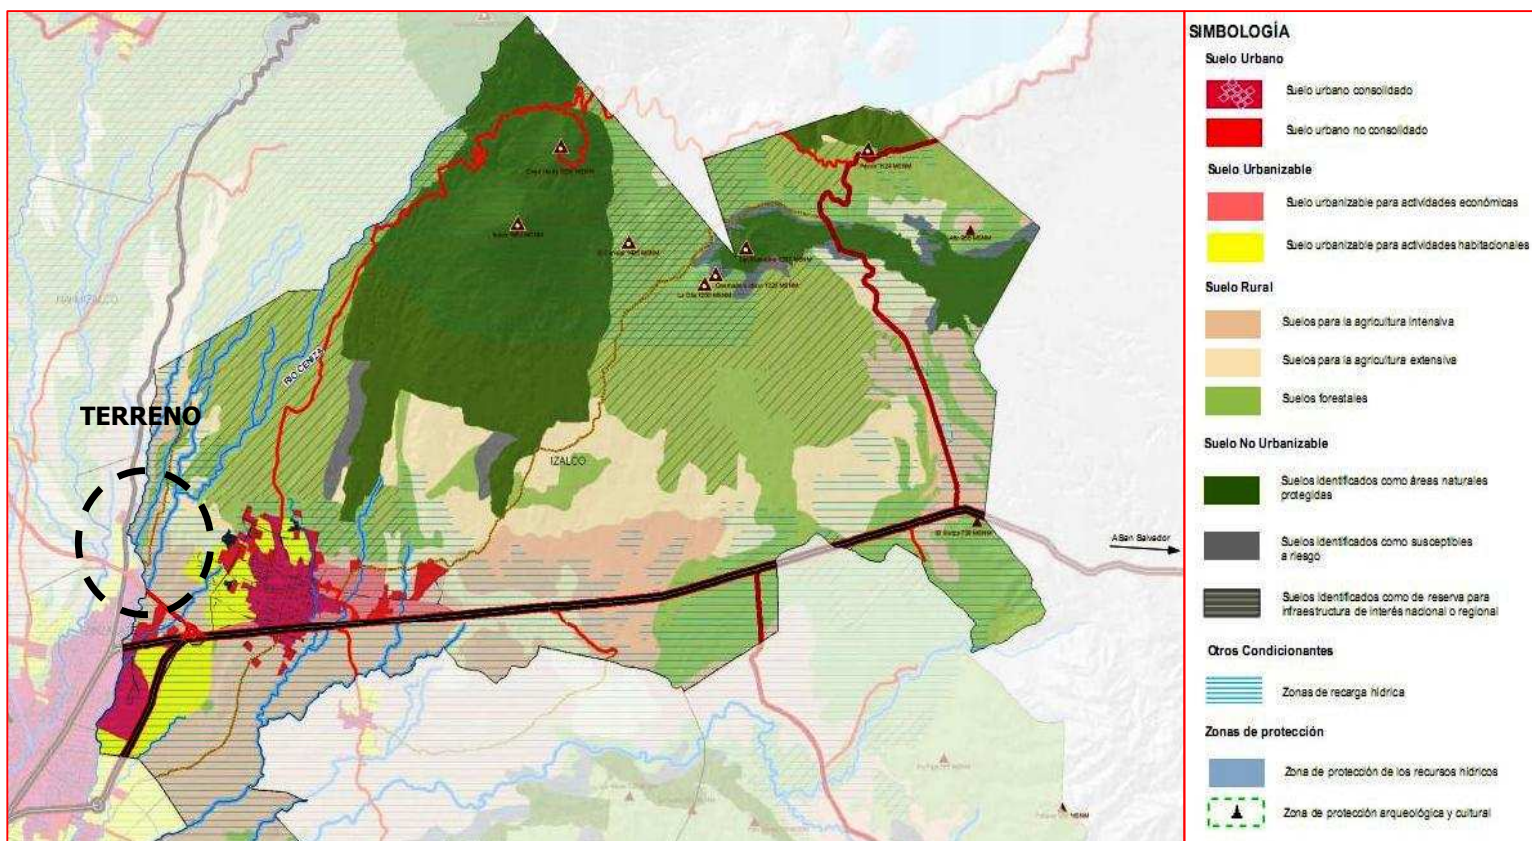 NAHUIZALCO
RIO CENIZA
TERRENO
IZALCO
A San Salvador
SIMBOLOGÍA
Suelo Urbano
Suelo urbano consolidado
Suelo urbano no consolidado
Suelo Urbanizable
Suelo urbanizable para actividades económicas
Suelo urbanizable para actividades habitacionales
Suelo Rural
Suelos para la agricultura intensiva
Suelos para la agricultura extensiva
Suelos forestales
Suelo No Urbanizable
Suelos identificados como áreas naturales
protegidas
Suelos identificados como susceptibles
a riesgo
Suelos identificados como de reserva para
infraestructura de interés nacional o regional
Otros Condicionantes
Zonas de recarga hídrica
Zonas de protección
Zona de protección de los recursos hídricos
Zona de protección arqueológica y cultural